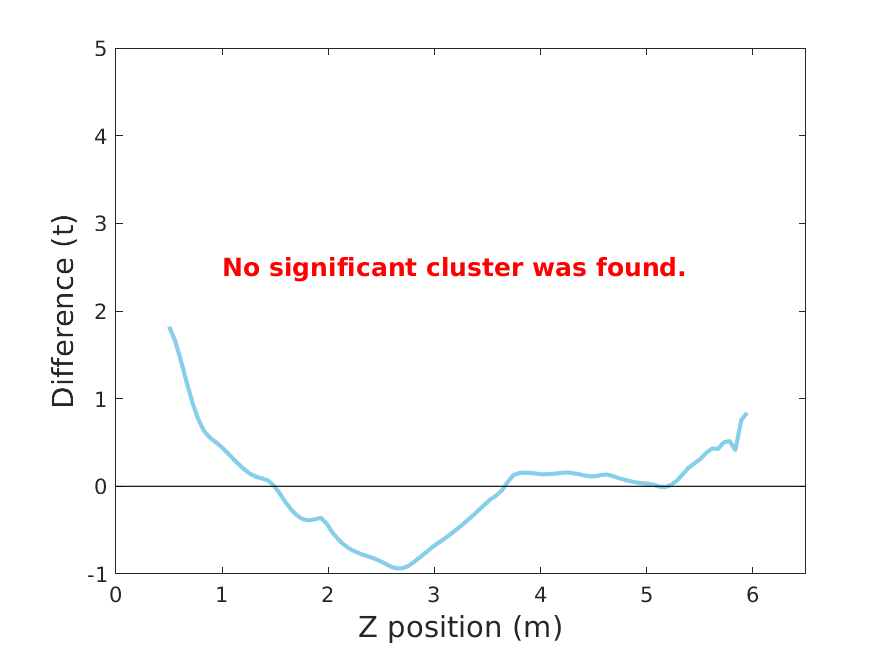 5
4
3
2
1
0
-1
Difference (t)
No significant cluster was found.
0 1 2 3 4 5 6
Z position (m)